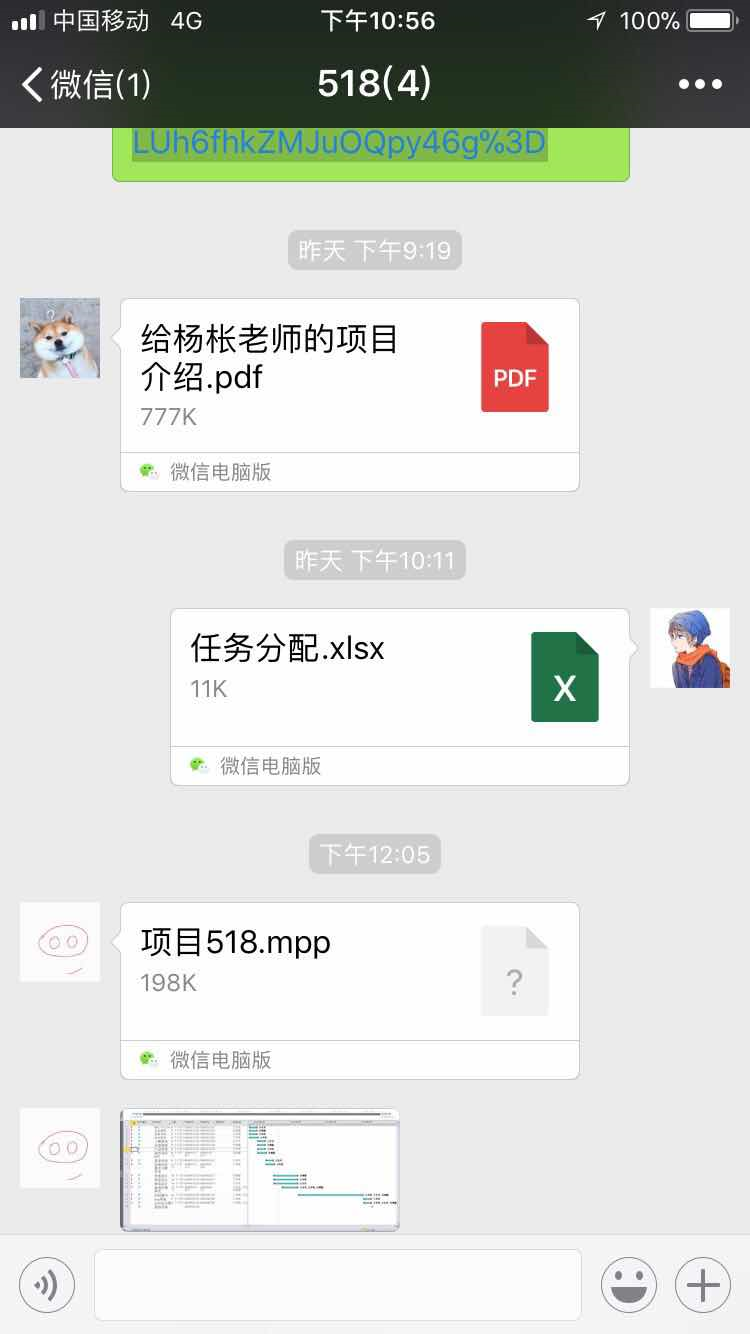 中国移动 4G 下午10:56 100%
微信(1) 518(4)
LUh6fhkZMJuOQpy46g%3D
昨天 下午9:19
给杨枨老师的项目
介绍.pdf
PDF
777K
微信电脑版
昨天 下午10:11
任务分配.xlsx
X
11K
微信电脑版
下午12:05
项目518.mpp
?
198K
微信电脑版